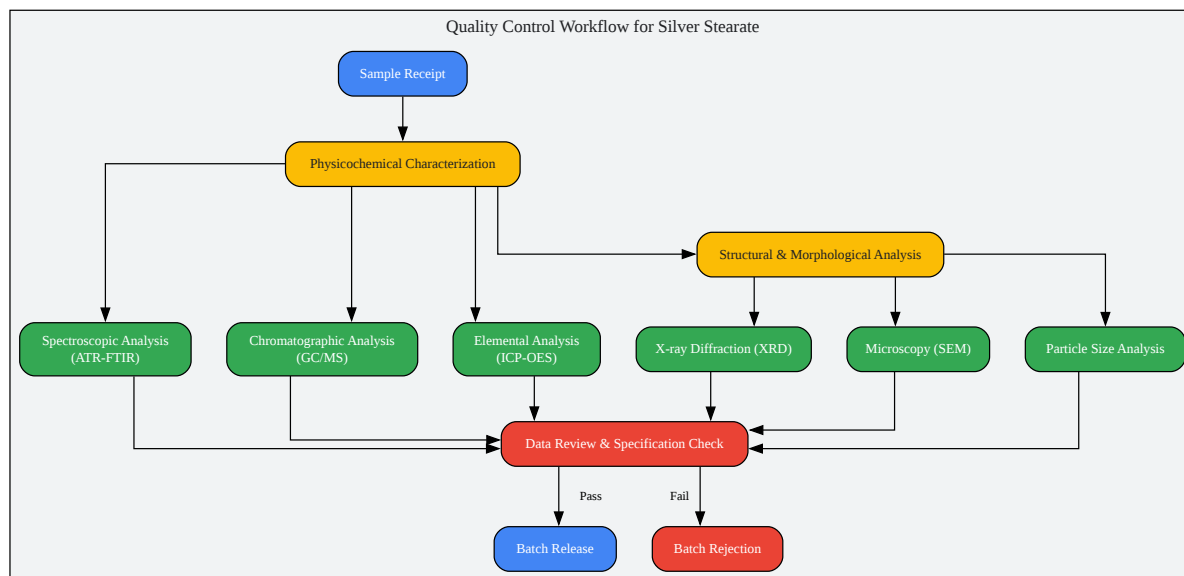 Quality Control Workflow for Silver Stearate
Sample Receipt
Physicochemical Characterization
Structural & Morphological Analysis
Spectroscopic Analysis
(ATR-FTIR)
Chromatographic Analysis
(GC/MS)
Elemental Analysis
(ICP-OES)
X-ray Diffraction (XRD)
Microscopy (SEM)
Particle Size Analysis
Data Review & Specification Check
Pass
Fail
Batch Release
Batch Rejection